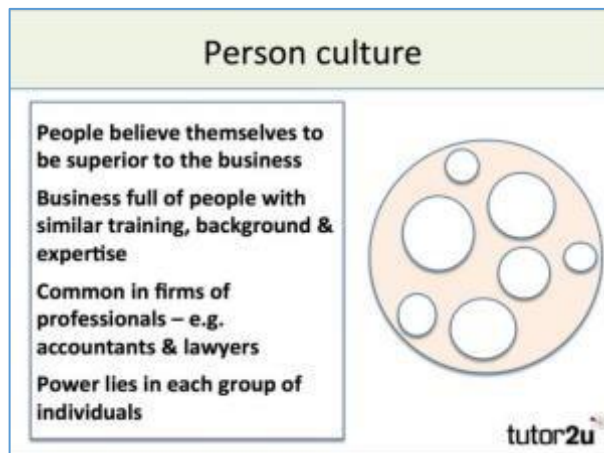 Person culture
People believe themselves to
be superior to the business
Business full of people with
similar training, background &
expertise
Common in firms of
professionals – e.g.
accountants & lawyers
Power lies in each group of
individuals
tutor2u